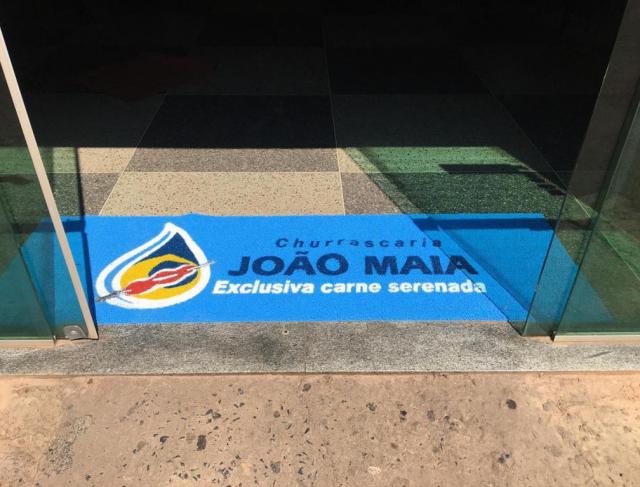 Churrascaria
JOÃO MAIA
Exclusiva carne serenada